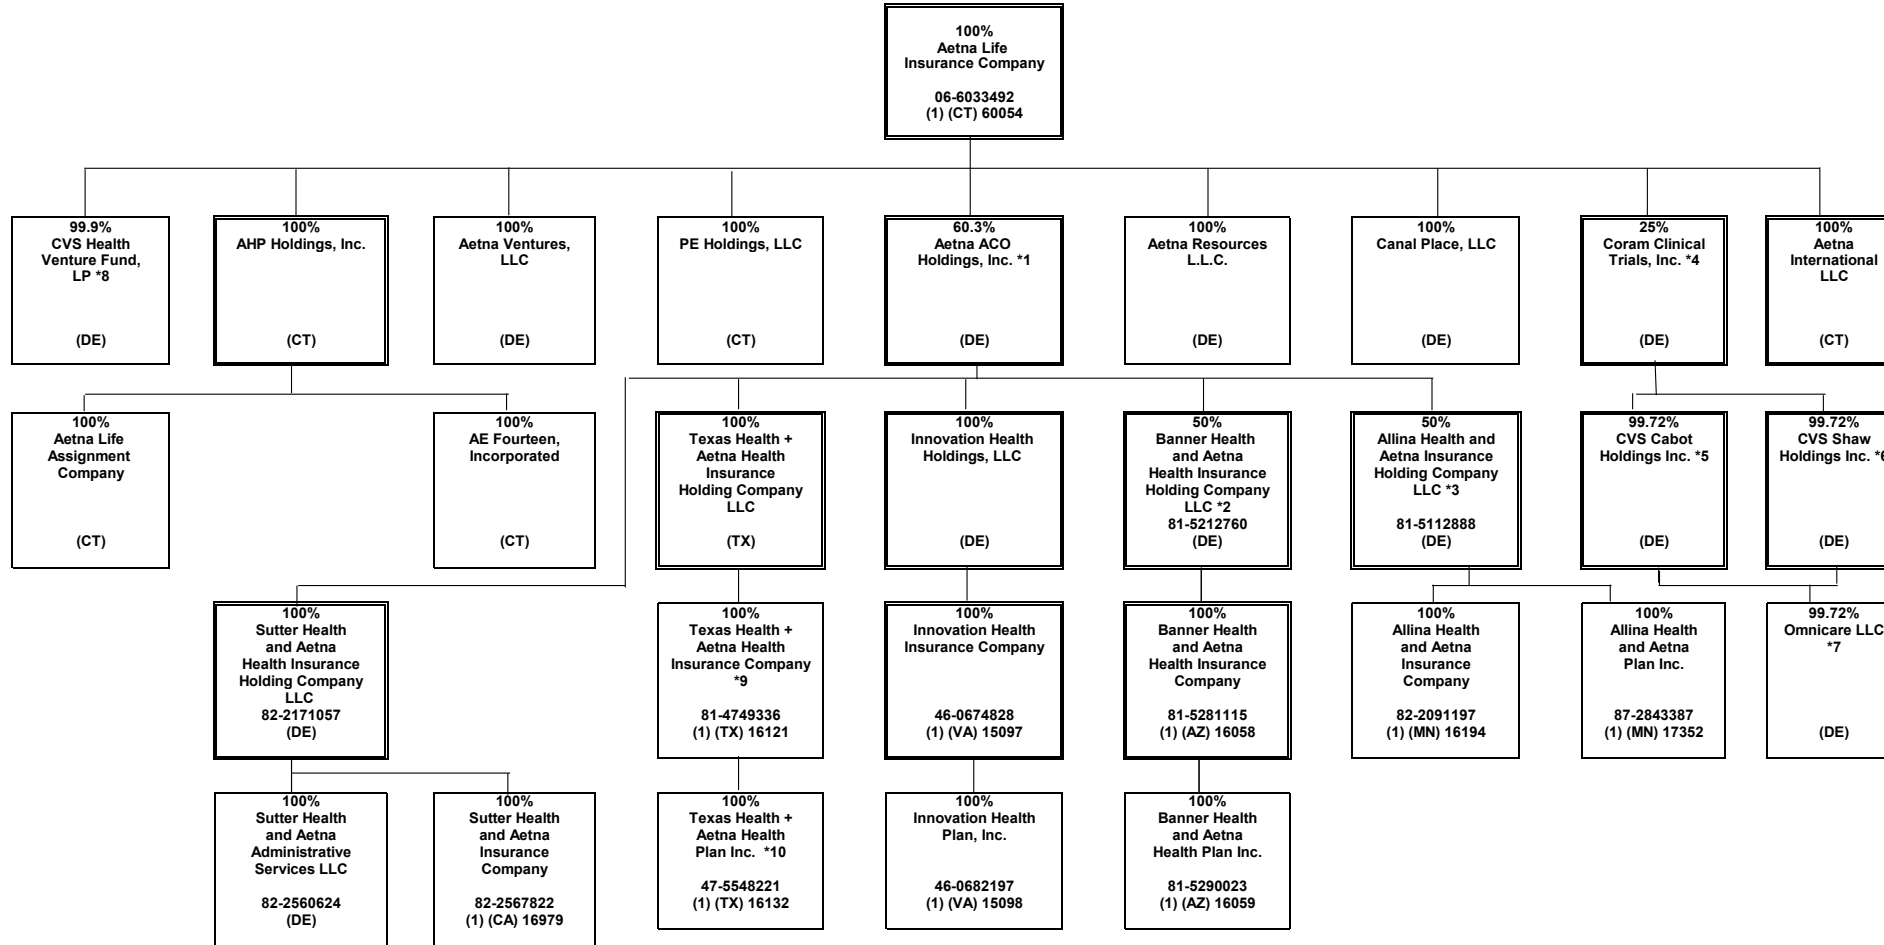 100%
Aetna Life
Insurance Company
06-6033492
(1) (CT) 60054
99.9%
CVS Health
Venture Fund,
LP *8
(DE)
100%
AHP Holdings, Inc.
(CT)
100%
Aetna Ventures,
LLC
(DE)
100%
PE Holdings, LLC
(CT)
60.3%
Aetna ACO
Holdings, Inc. *1
(DE)
100%
Aetna Resources
L.L.C.
(DE)
100%
Canal Place, LLC
(DE)
25%
Coram Clinical
Trials, Inc. *4
(DE)
100%
Aetna
International
LLC
(CT)
100%
Aetna Life
Assignment
Company
(CT)
100%
AE Fourteen,
Incorporated
(CT)
100%
Texas Health +
Aetna Health
Insurance
Holding Company
LLC
(TX)
100%
Innovation Health
Holdings, LLC
(DE)
50%
Banner Health
and Aetna
Health Insurance
Holding Company
LLC *2
81-5212760
(DE)
50%
Allina Health and
Aetna Insurance
Holding Company
LLC *3
81-5112888
(DE)
99.72%
CVS Cabot
Holdings Inc. *5
(DE)
99.72%
CVS Shaw
Holdings Inc. *6
(DE)
100%
Sutter Health
and Aetna
Health Insurance
Holding Company
LLC
82-2171057
(DE)
100%
Texas Health +
Aetna Health
Insurance Company
*9
81-4749336
(1) (TX) 16121
100%
Innovation Health
Insurance Company
46-0674828
(1) (VA) 15097
100%
Banner Health
and Aetna
Health Insurance
Company
81-5281115
(1) (AZ) 16058
100%
Allina Health
and Aetna
Insurance
Company
82-2091197
(1) (MN) 16194
100%
Allina Health
and Aetna
Plan Inc.
87-2843387
(1) (MN) 17352
99.72%
Omnicare LLC
*7
(DE)
100%
Sutter Health
and Aetna
Administrative
Services LLC
82-2560624
(DE)
100%
Sutter Health
and Aetna
Insurance
Company
82-2567822
(1) (CA) 16979
100%
Texas Health +
Aetna Health
Plan Inc. *10
47-5548221
(1) (TX) 16132
100%
Innovation Health
Plan, Inc.
46-0682197
(1) (VA) 15098
100%
Banner Health
and Aetna
Health Plan Inc.
81-5290023
(1) (AZ) 16059